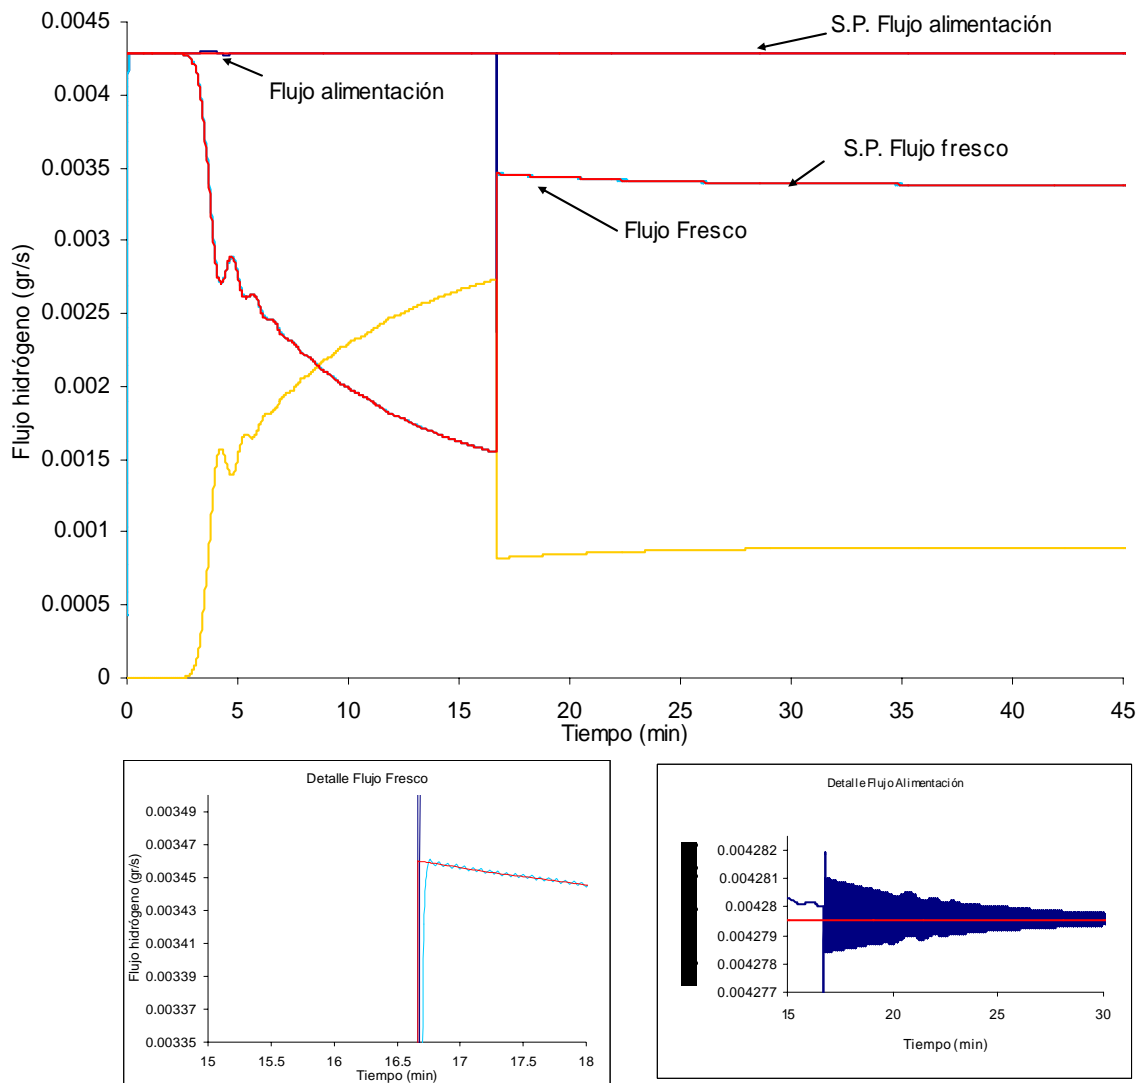 0.0045
0.004
0.0035
0.003
0.0025
0.002
0.0015
0.001
0.0005
0
Flujo hidrógeno (gr/s)
S.P. Flujo alimentación
Flujo alimentación
S.P. Flujo fresco
Flujo Fresco
0 5 10 15 20 25 30 35 40 45
Tiempo (min)
Detalle Flujo Fresco
0.00349
0.00347
0.00345
0.00343
0.00341
0.00339
0.00337
0.00335
Flujo hidrógeno (gr/s)
15 15.5 16 16.5 17 17.5 18
Tiempo (min)
Detalle Flujo Alimentación
0.004282
0.004281
0.00428
0.004279
0.004278
0.004277
15 20 25 30
Tiempo (min)